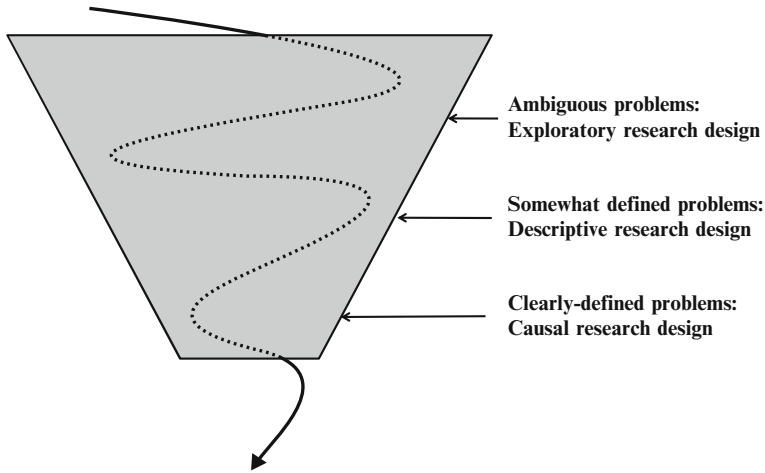 Ambiguous problems:
Exploratory research design
Somewhat defined problems:
Descriptive research design
Clearly-defined problems:
Causal research design